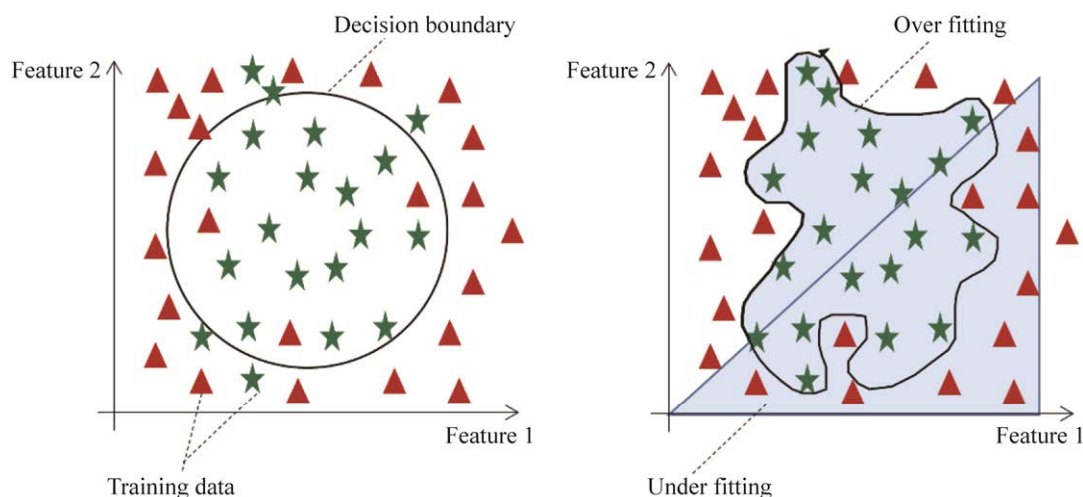 Decision boundary
Feature 2
Feature 1
Training data
Over fitting
Feature 2
Feature 1
Under fitting